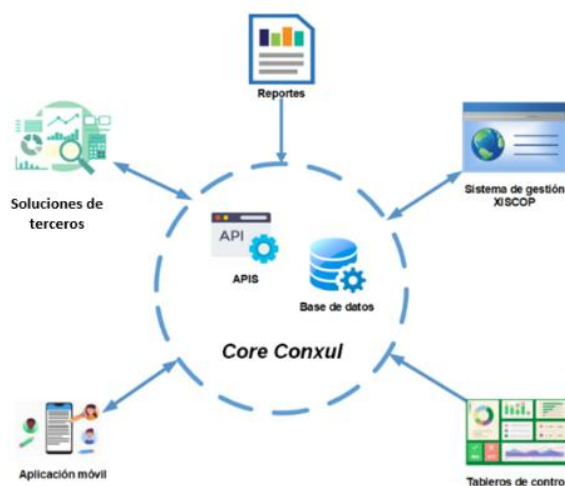 Reportes
Soluciones de
terceros
Sistema de gestión
XISCOP
API
APIS
Base de datos
Core Conxul
Aplicación móvil
Tableros de control